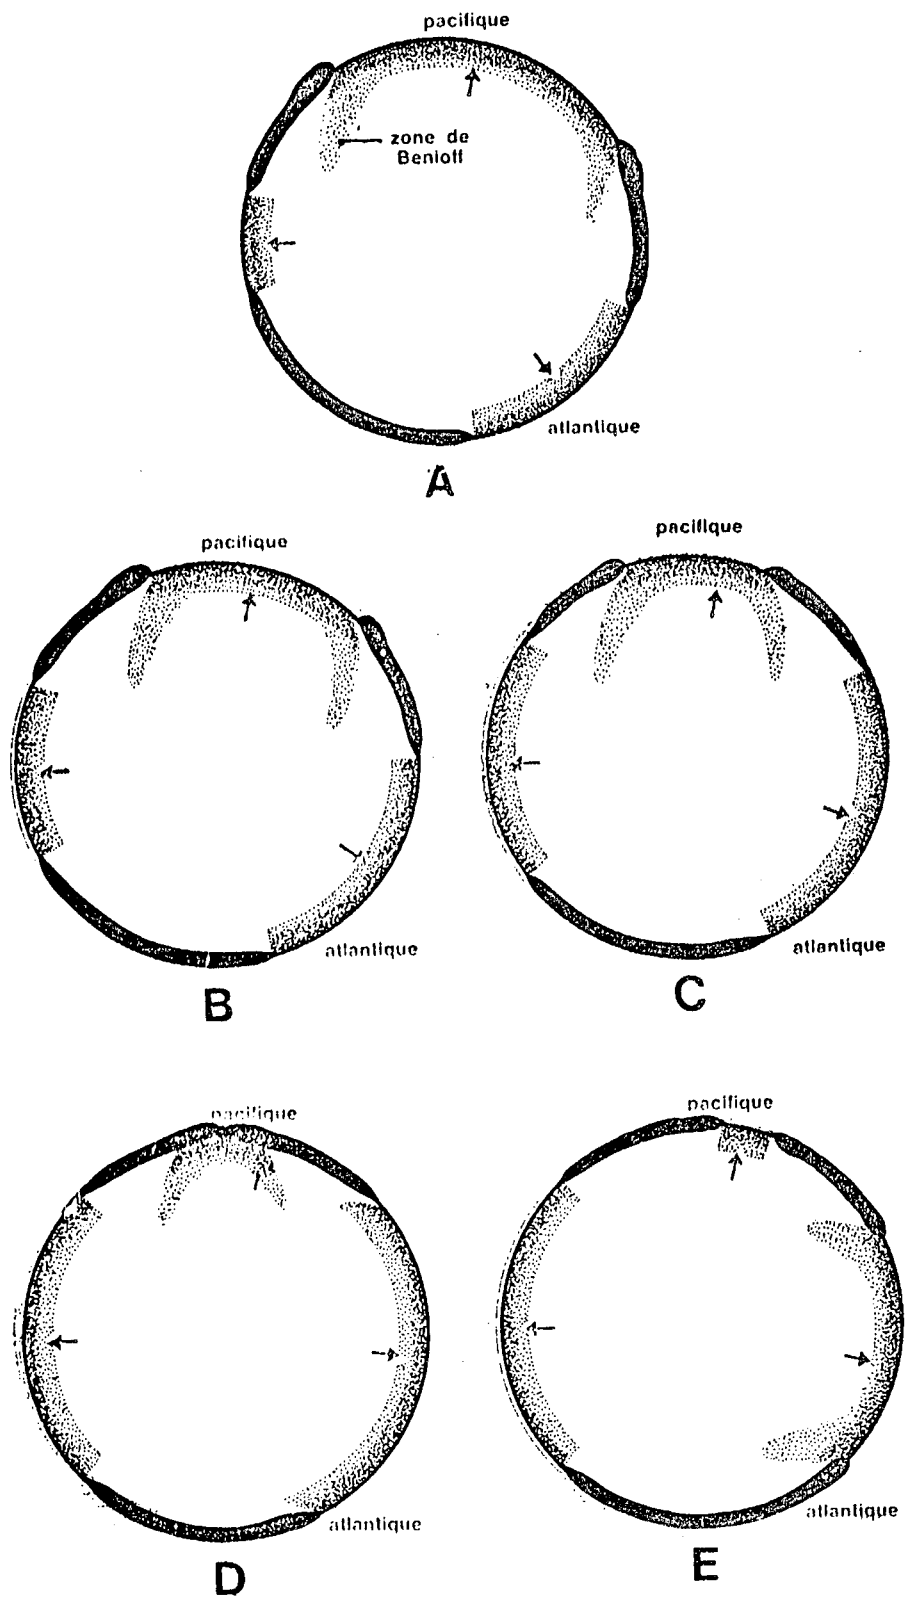 pacifique
zone de
Benioff
atlantique
A
pacifique
pacifique
atlantique
atlantique
B
C
pacifique
pacifique
atlantique
atlantique
D
E